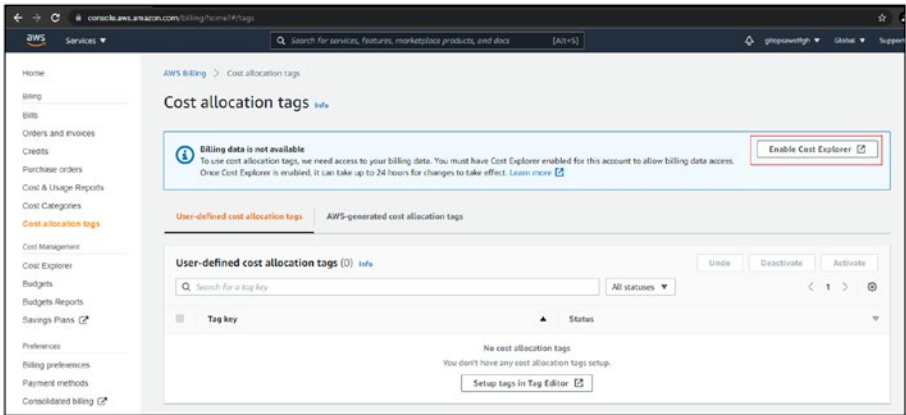 console.aws.amazon.com/billing/home?#/tags
aws
Services
Search for services, features, marketplace products, and docs
[Alt+S]
Global
Support
Home
Billing
Bills
Orders and invoices
Credits
Purchase orders
Cost & Usage Reports
Cost Categories
Cost allocation tags
Cost Management
Cost Explorer
Budgets
Budgets Reports
Savings Plans
Preferences
Billing preferences
Payment methods
Consolidated billing
AWS Billing > Cost allocation tags
Cost allocation tags Info
Billing data is not available
To use cost allocation tags, we need access to your billing data. You must have Cost Explorer enabled for this account to allow billing data access.
Once Cost Explorer is enabled, it can take up to 24 hours for changes to take effect. Learn more
Enable Cost Explorer
User-defined cost allocation tags
AWS-generated cost allocation tags
User-defined cost allocation tags (0) Info
Undo
Deactivate
Activate
Search for a tag key
All statuses
< 1 >
Tag key
Status
No cost allocation tags
You don't have any cost allocation tags setup.
Setup tags in Tag Editor